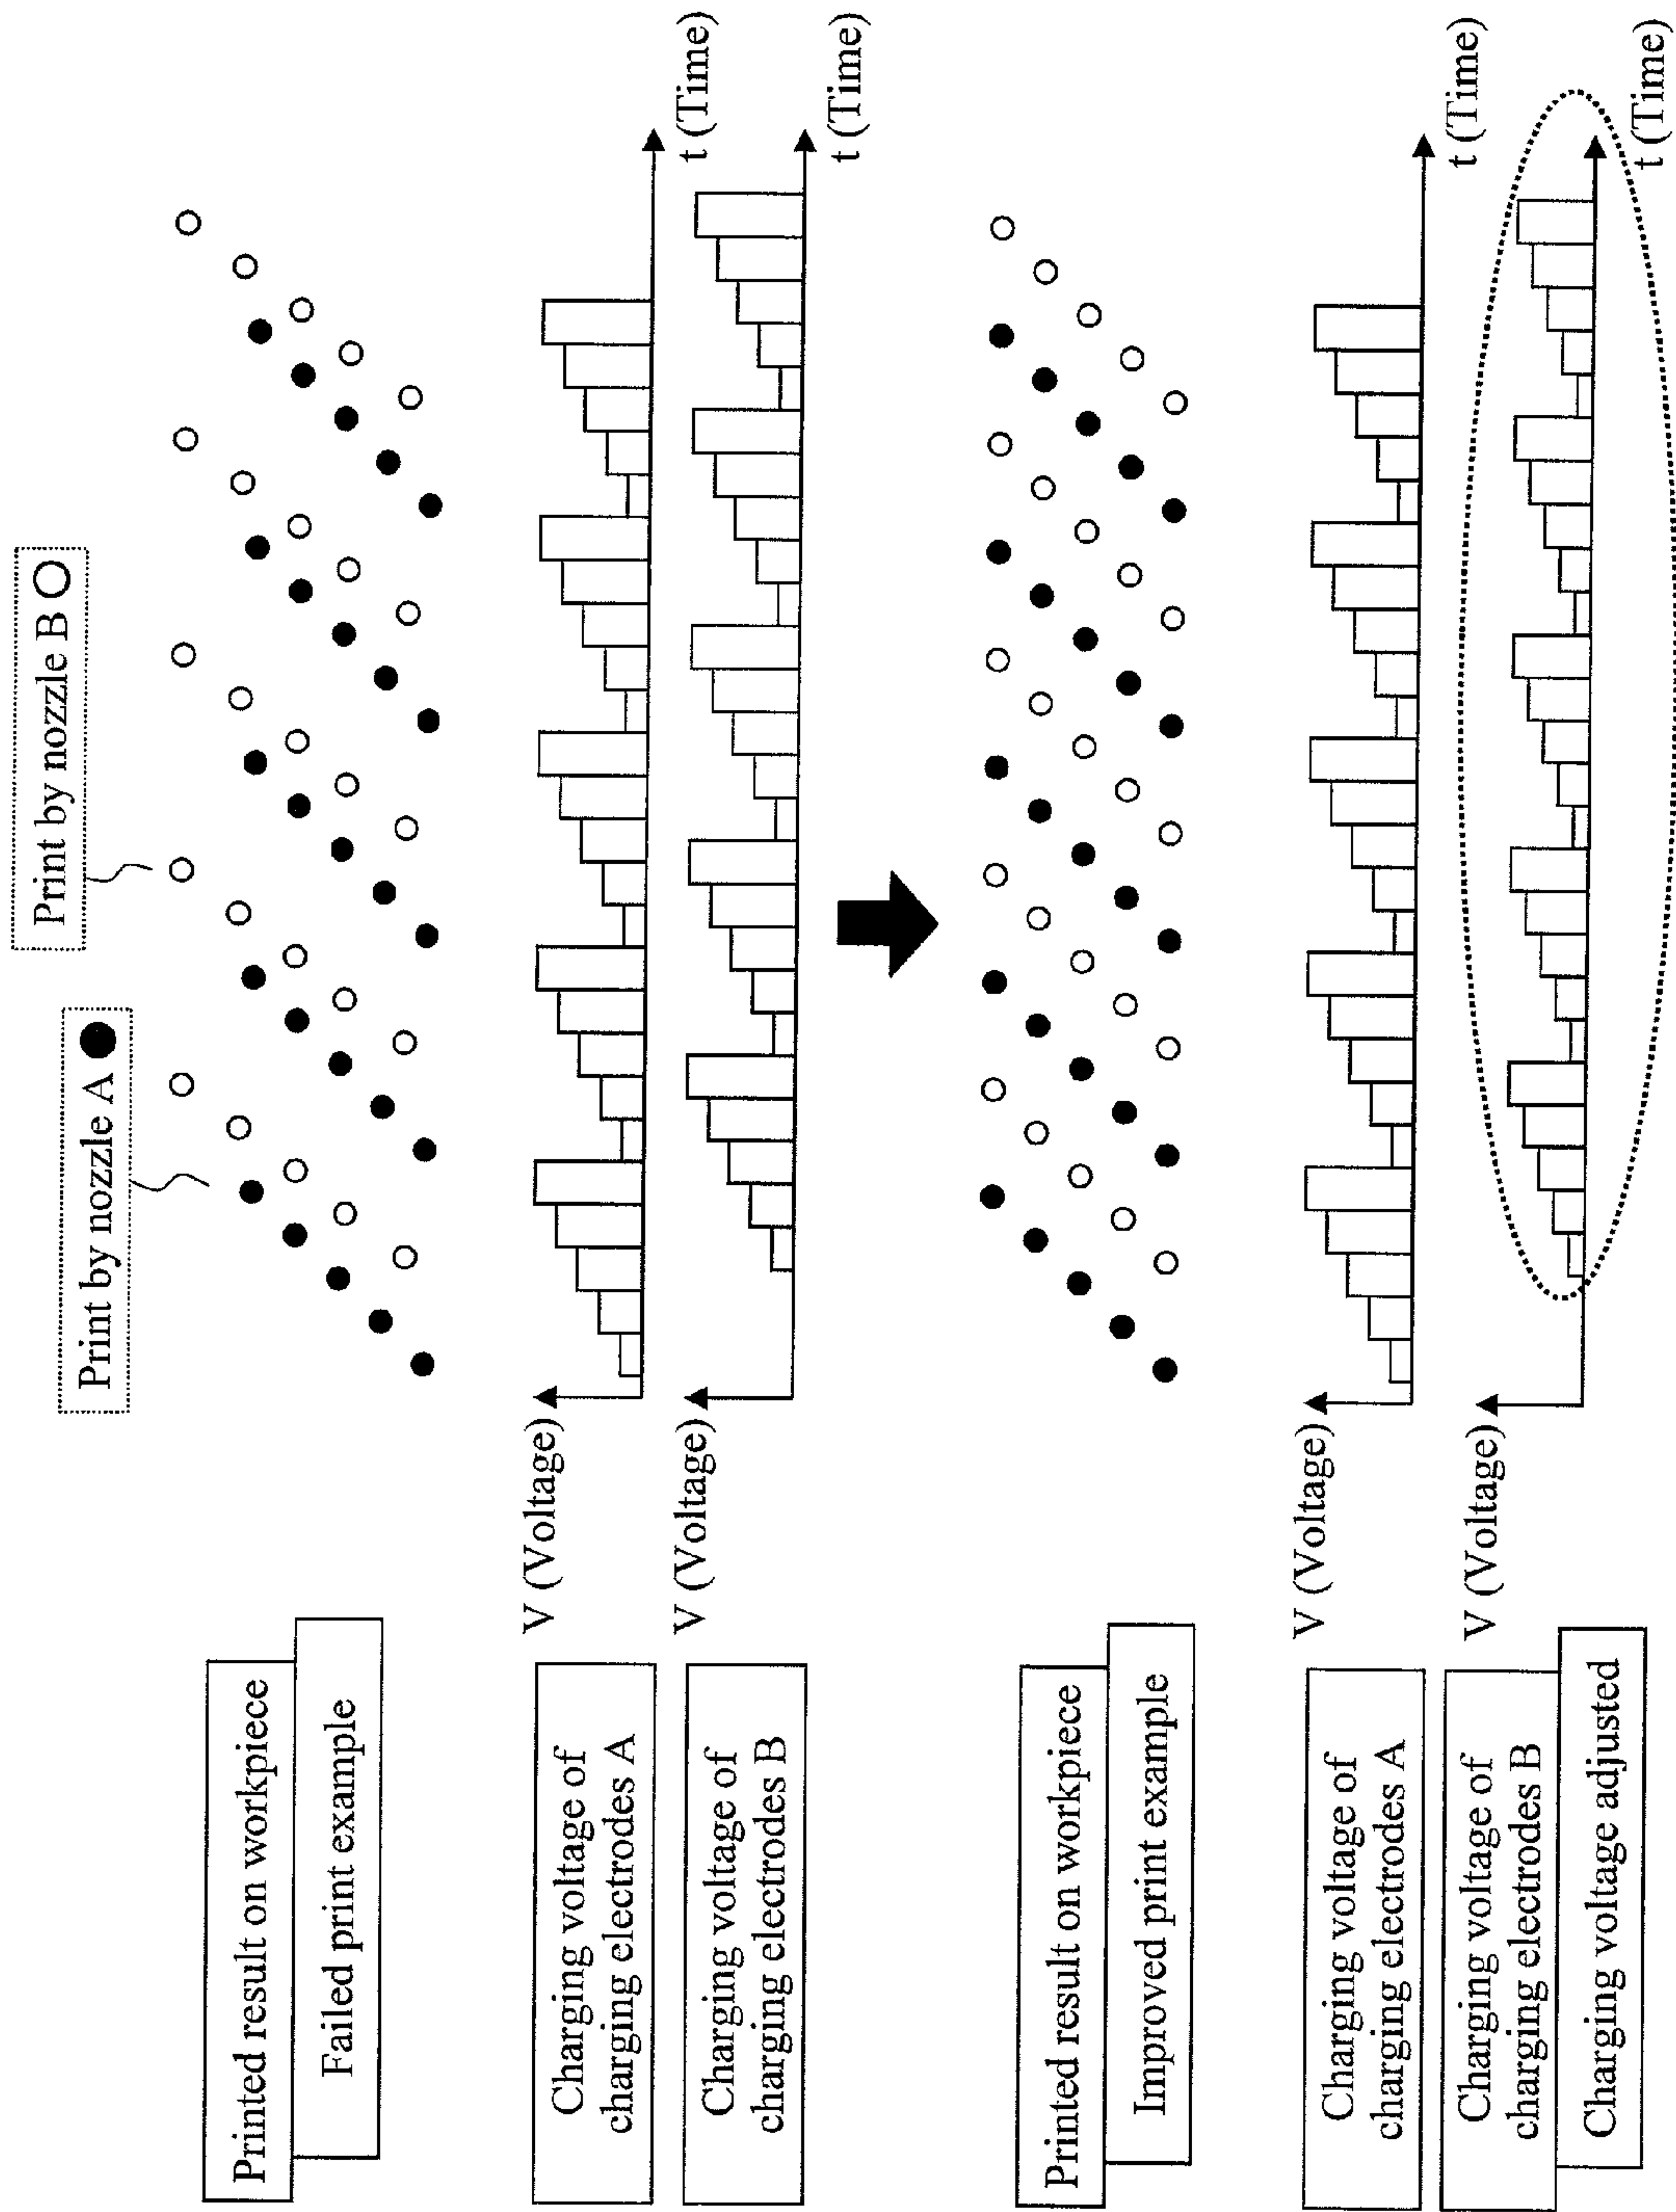 Print by nozzle A
Print by nozzle B
Printed result on workpiece
Failed print example
Charging voltage of
charging electrodes A
V (Voltage)
t (Time)
Charging voltage of
charging electrodes B
V (Voltage)
t (Time)
Printed result on workpiece
Improved print example
Charging voltage of
charging electrodes A
V (Voltage)
t (Time)
Charging voltage of
charging electrodes B
Charging voltage adjusted
V (Voltage)
t (Time)